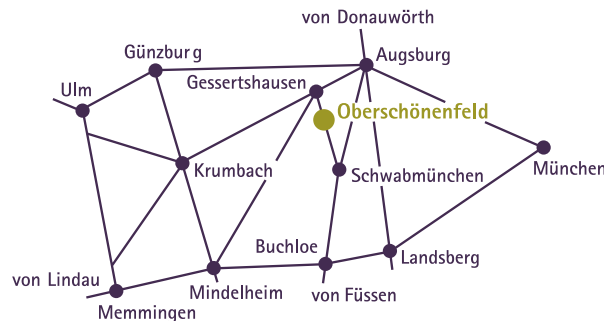 von Donauwörth
Günzburg
Augsburg
Gessertshausen
Ulm
Oberschönenfeld
Krumbach
Schwabmünchen
München
Buchloe
Landsberg
von Lindau
Mindelheim
von Füssen
Memmingen